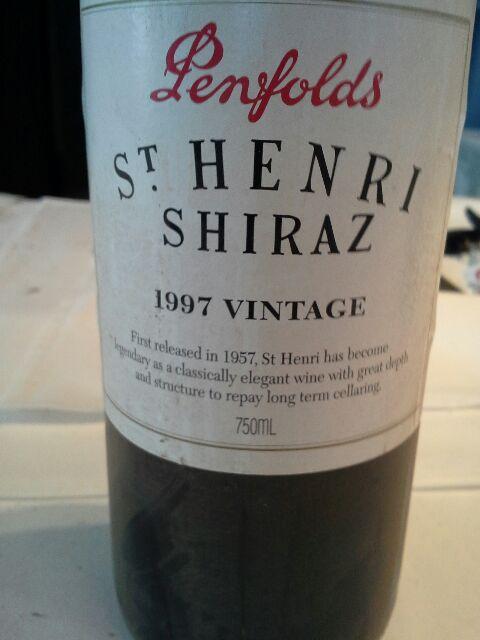 Penfolds
ST. HENRI
SHIRAZ
1997 VINTAGE
First released in 1957, St Henri has become
legendary as a classically elegant wine with great depth
and structure to repay long term cellaring.
750ML